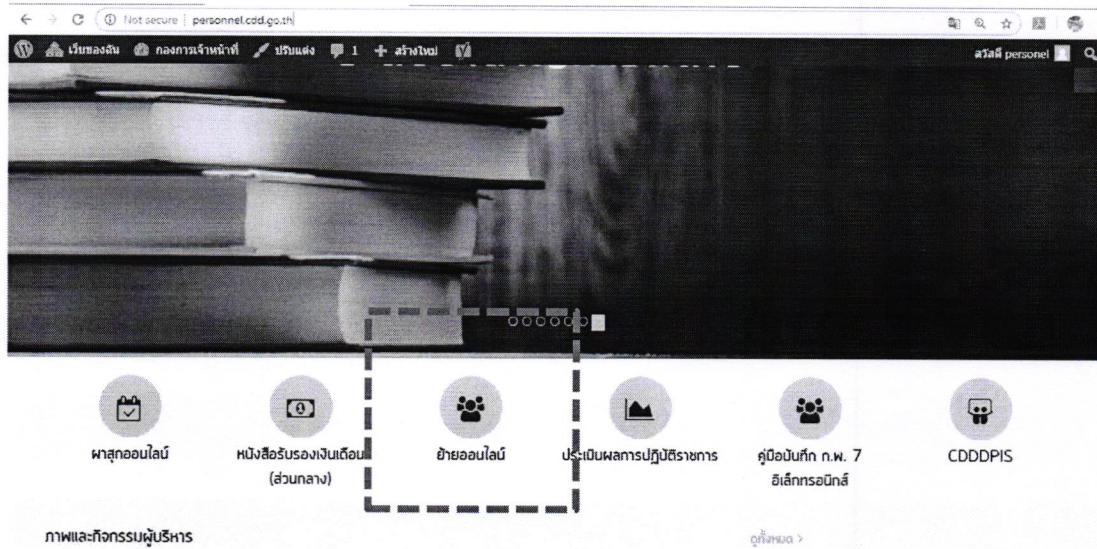 Not secure | personnel.cdd.go.th
เว็บของฉัน กองการเจ้าหน้าที่ ปรับแต่ง 1 + สร้างใหม่ สวัสดี personel
ผาสุกออนไลน์
หนังสือรับรองเงินเดือน
(ส่วนกลาง)
ย้ายออนไลน์
ประเมินผลการปฏิบัติราชการ
คู่มือบันทึก ก.พ. 7
อิเล็กทรอนิกส์
CDDDPIS
ภาพและกิจกรรมผู้บริหาร ดูทั้งหมด >